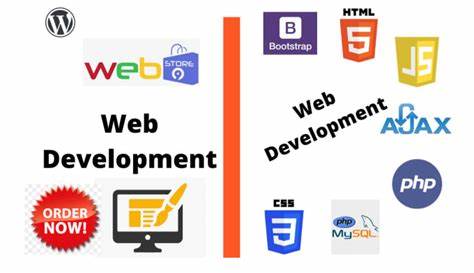 W
web
STORE
Web
Development
ORDER
NOW!
B
Bootstrap
HTML
5
JS
Web
Development
AJAX
php
CSS
3
php
MySQL